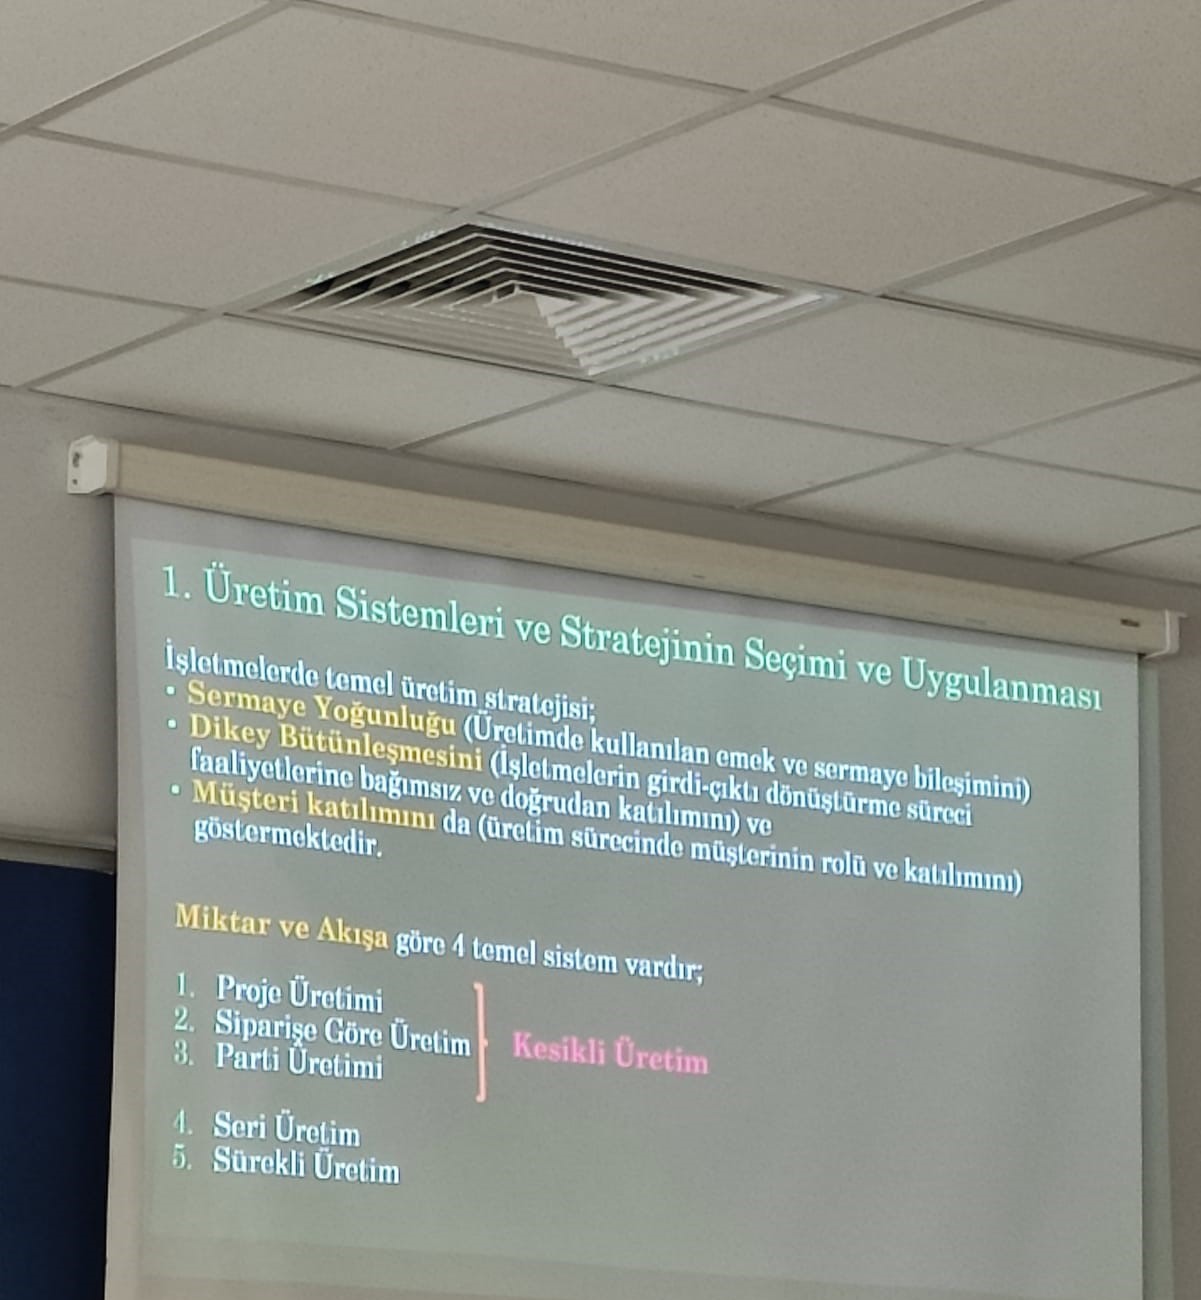 1. Üretim Sistemleri ve Stratejinin Seçimi ve Uygulanması
İşletmelerde temel üretim stratejisi;
• Sermaye Yoğunluğu (Üretimde kullanılan emek ve sermaye bileşimini)
• Dikey Bütünleşmesini (İşletmelerin girdi-çıktı dönüştürme süreci
faaliyetlerine bağımsız ve doğrudan katılımını) ve
• Müşteri katılımını da (üretim sürecinde müşterinin rolü ve katılımını)
göstermektedir.
Miktar ve Akışa göre 4 temel sistem vardır;
1. Proje Üretimi
2. Siparişe Göre Üretim
3. Parti Üretimi
Kesikli Üretim
4. Seri Üretim
5. Sürekli Üretim